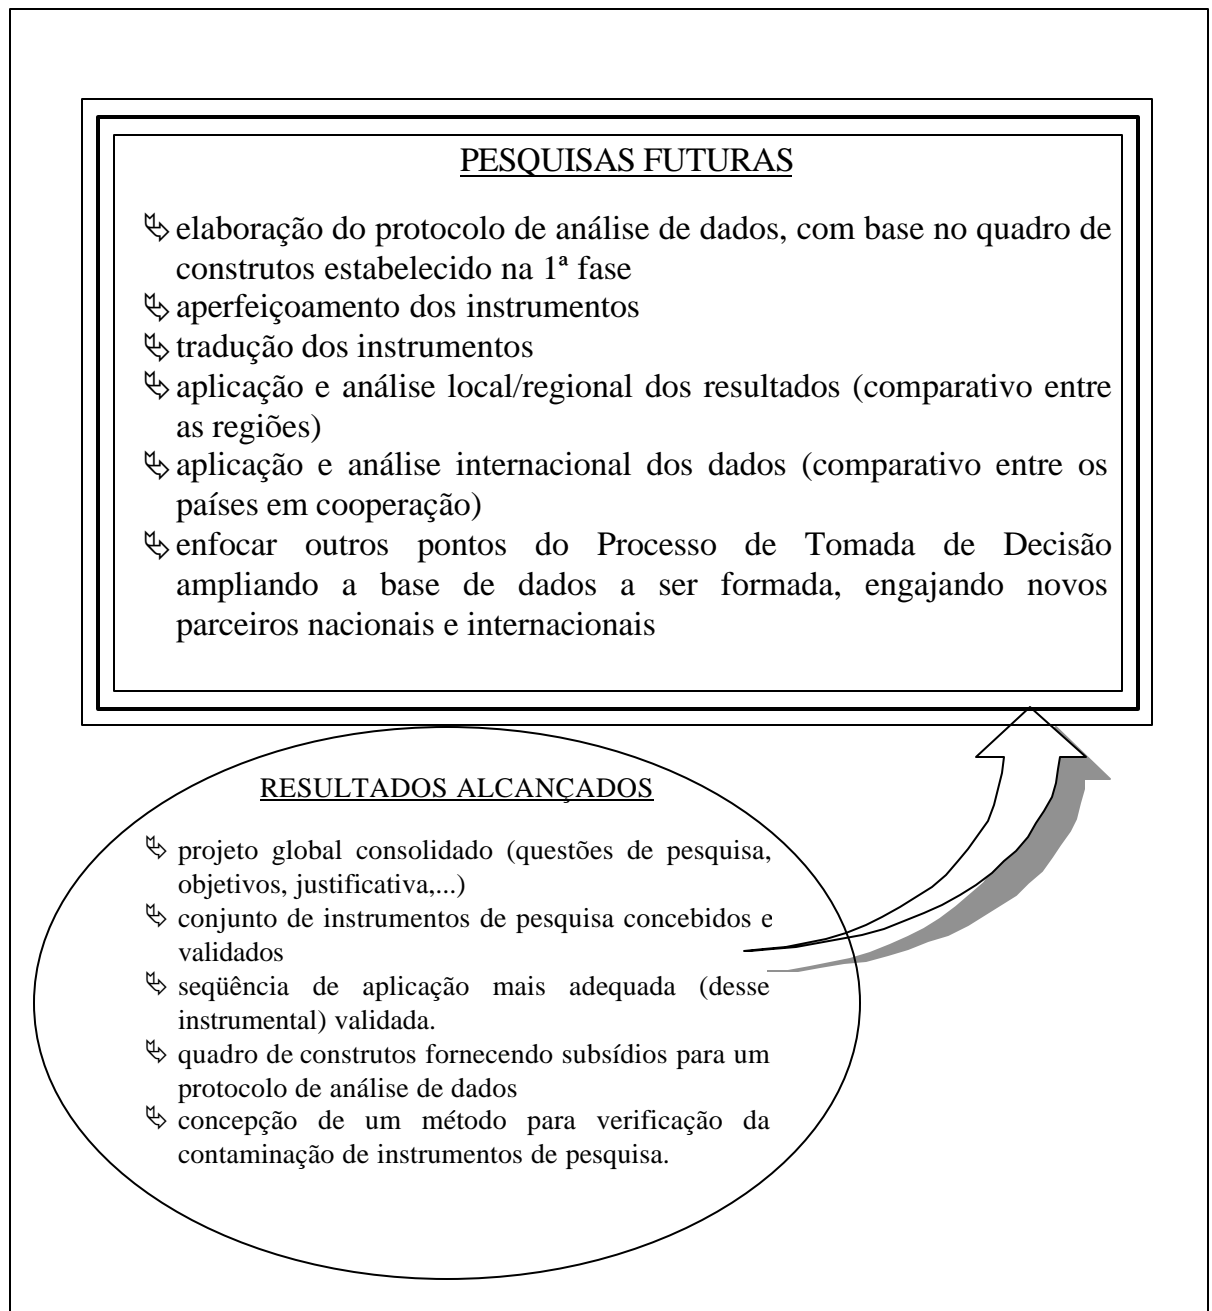 PESQUISAS FUTURAS
elaboração do protocolo de análise de dados, com base no quadro de
construtos estabelecido na 1ª fase
aperfeiçoamento dos instrumentos
tradução dos instrumentos
aplicação e análise local/regional dos resultados (comparativo entre
as regiões)
aplicação e análise internacional dos dados (comparativo entre os
países em cooperação)
enfocar outros pontos do Processo de Tomada de Decisão
ampliando a base de dados a ser formada, engajando novos
parceiros nacionais e internacionais
RESULTADOS ALCANÇADOS
projeto global consolidado (questões de pesquisa,
objetivos, justificativa,...)
conjunto de instrumentos de pesquisa concebidos e
validados
seqüência de aplicação mais adequada (desse
instrumental) validada.
quadro de construtos fornecendo subsídios para um
protocolo de análise de dados
concepção de um método para verificação da
contaminação de instrumentos de pesquisa.